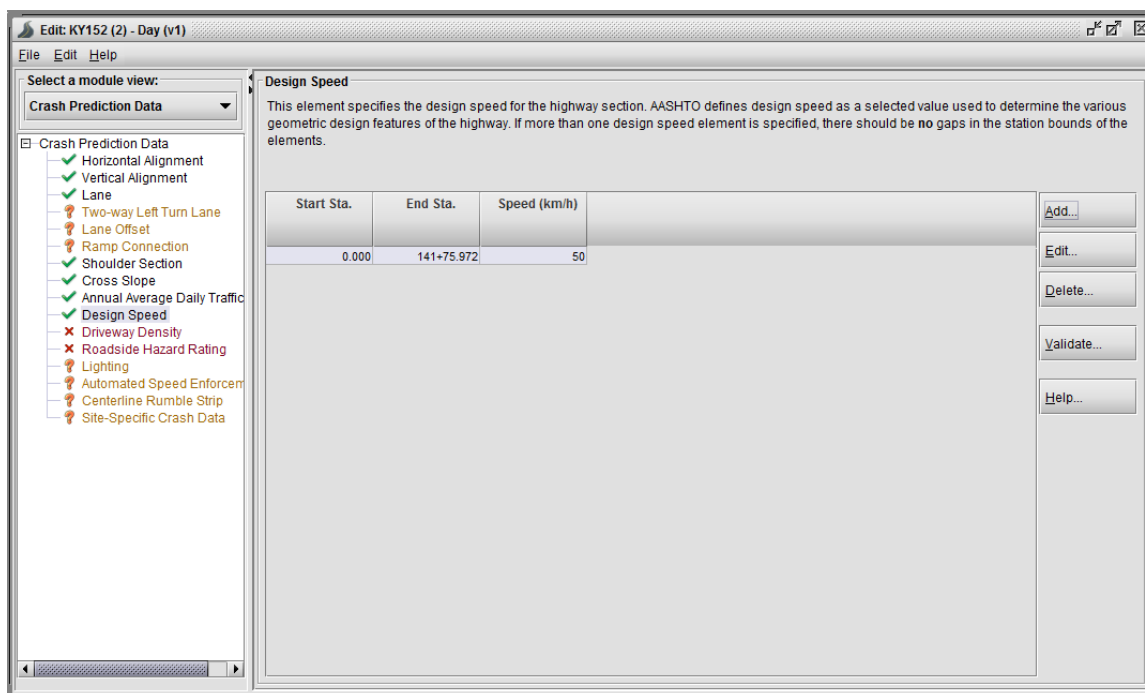 Edit: KY152 (2) - Day (v1)
File Edit Help
Select a module view:
Crash Prediction Data
Crash Prediction Data
Horizontal Alignment
Vertical Alignment
Lane
Two-way Left Turn Lane
Lane Offset
Ramp Connection
Shoulder Section
Cross Slope
Annual Average Daily Traffic
Design Speed
Driveway Density
Roadside Hazard Rating
Lighting
Automated Speed Enforcem
Centerline Rumble Strip
Site-Specific Crash Data
Design Speed
This element specifies the design speed for the highway section. AASHTO defines design speed as a selected value used to determine the various
geometric design features of the highway. If more than one design speed element is specified, there should be no gaps in the station bounds of the
elements.
Start Sta. End Sta. Speed (km/h)
0.000 141+75.972 50
Add...
Edit...
Delete...
Validate...
Help...